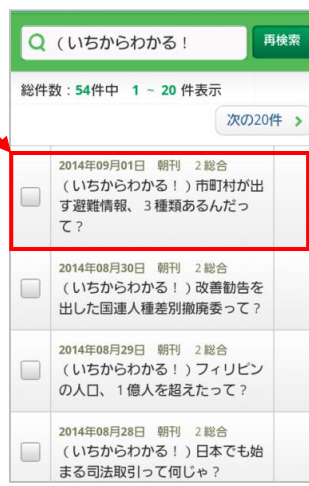 （いちからわかる！
再検索
総件数：54件中 1 ~ 20 件表示
次の20件 >
2014年09月01日 朝刊 2総合
（いちからわかる！）市町村が出
す避難情報、3種類あるんだっ
て？
2014年08月30日 朝刊 2総合
（いちからわかる！）改善勧告を
出した国連人種差別撤廃委って？
2014年08月29日 朝刊 2総合
（いちからわかる！）フィリピン
の人口、1億人を超えたって？
2014年08月28日 朝刊 2総合
（いちからわかる！）日本でも始
まる司法取引って何じゃ？